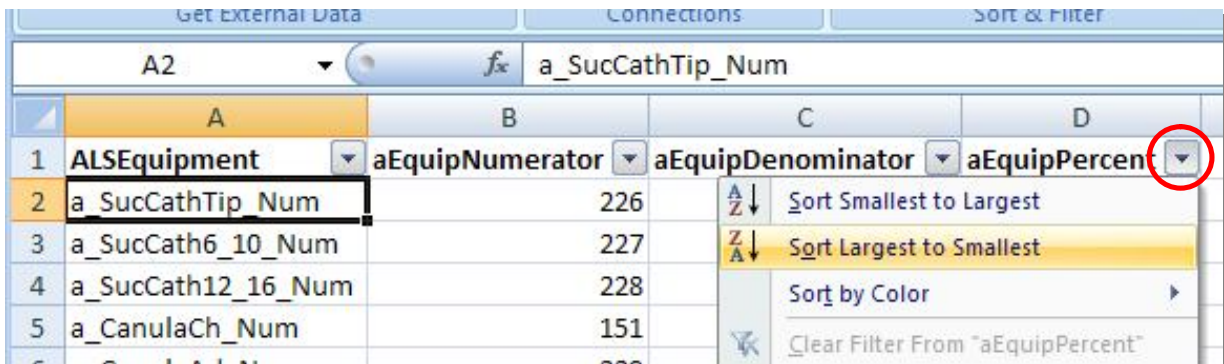 Get External Data Connections Sort & Filter
A2 fx a_SucCathTip_Num
A B C D
1 ALSEquipment aEquipNumerator aEquipDenominator aEquipPercent
2 a_SucCathTip_Num 226 Sort Smallest to Largest
3 a_SucCath6_10_Num 227 Sort Largest to Smallest
4 a_SucCath12_16_Num 228 Sort by Color
5 a_CanulaCh_Num 151 Clear Filter From "aEquipPercent"